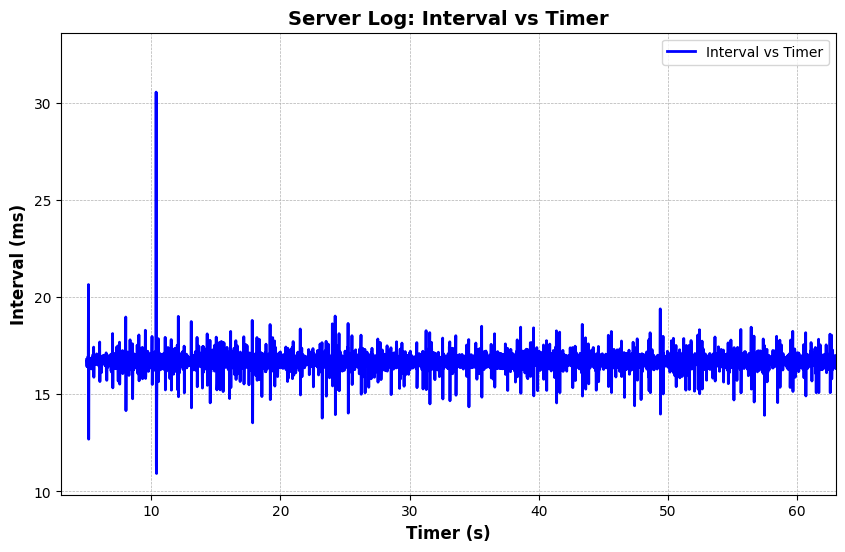 Server Log: Interval vs Timer
Interval vs Timer
Interval (ms)
30
25
20
15
10
10 20 30 40 50 60
Timer (s)